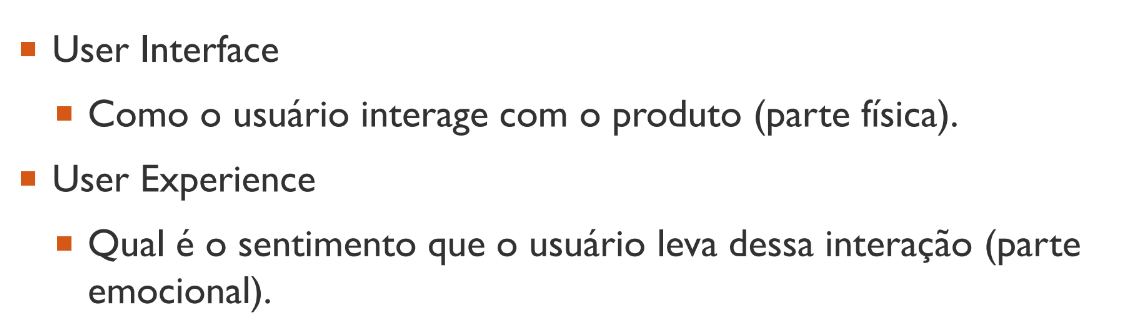 User Interface
Como o usuário interage com o produto (parte física).
User Experience
Qual é o sentimento que o usuário leva dessa interação (parte
emocional).